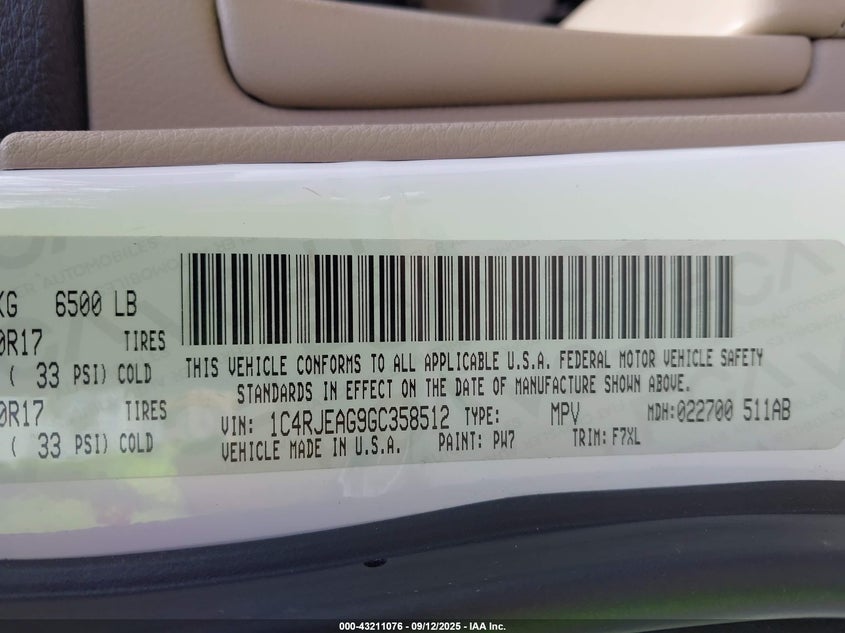 KG 6500 LB
0R17 TIRES
( 33 PSI) COLD
0R17 TIRES
( 33 PSI) COLD
THIS VEHICLE CONFORMS TO ALL APPLICABLE U.S.A. FEDERAL MOTOR VEHICLE SAFETY
STANDARDS IN EFFECT ON THE DATE OF MANUFACTURE SHOWN ABOVE.
VIN: 1C4RJEAG9GC358512 TYPE: MPV MDH:022700 511AB
VEHICLE MADE IN U.S.A. PAINT: PW7 TRIM: F7XL
000-43211076 - 09/12/2025 - IAA Inc.